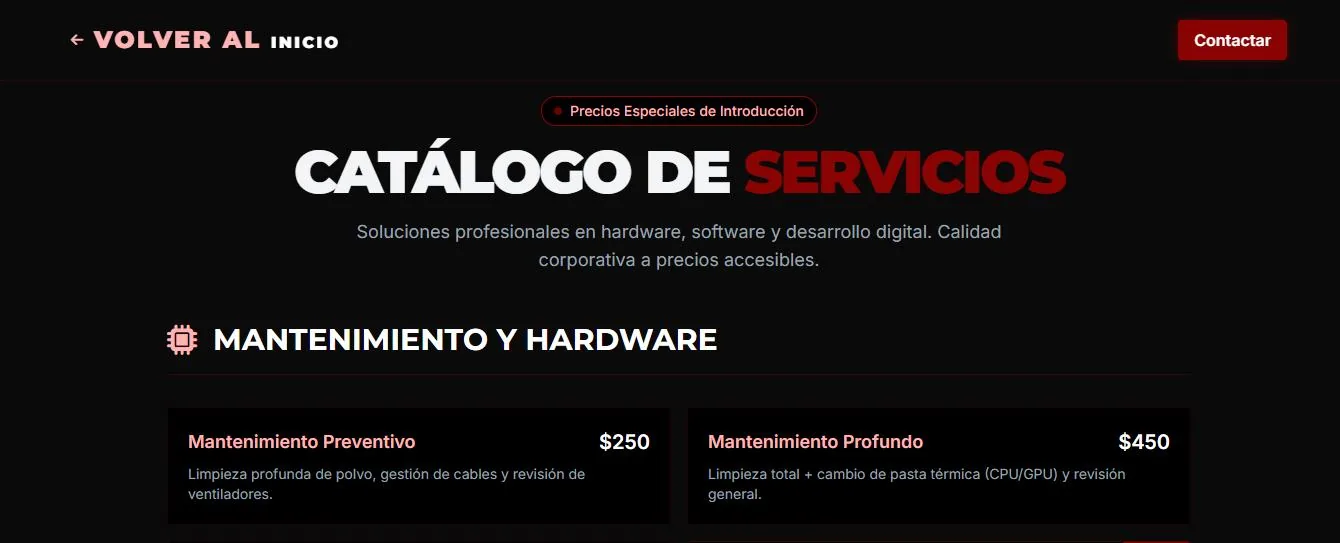 ← VOLVER AL INICIO
Contactar
Precios Especiales de Introducción
CATÁLOGO DE SERVICIOS
Soluciones profesionales en hardware, software y desarrollo digital. Calidad
corporativa a precios accesibles.
MANTENIMIENTO Y HARDWARE
Mantenimiento Preventivo $250
Limpieza profunda de polvo, gestión de cables y revisión de
ventiladores.
Mantenimiento Profundo $450
Limpieza total + cambio de pasta térmica (CPU/GPU) y revisión
general.